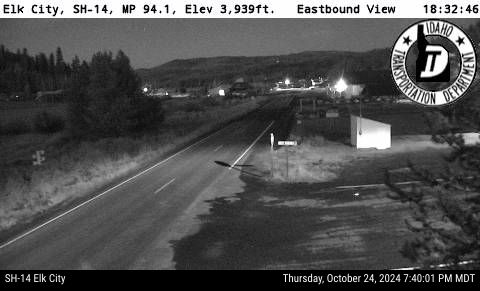 Elk City, SH-14, MP 94.1, Elev 3,939ft. Eastbound View 18:32:46
IDAHO
TRANSPORTATION DEPARTMENT
SH-14 Elk City Thursday, October 24, 2024 7:40:01 PM MDT